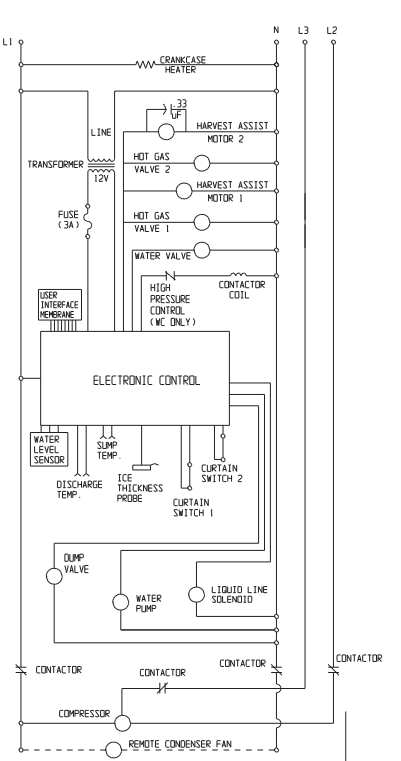 N L3 L2
L1
CRANKCASE
HEATER
.33
uF
HARVEST ASSIST
MOTOR 2
LINE
HOT GAS
VALVE 2
TRANSFORMER
12V
HARVEST ASSIST
MOTOR 1
FUSE
(3A)
HOT GAS
VALVE 1
WATER VALVE
HIGH
PRESSURE
CONTROL
(WC ONLY)
CONTACTOR
COIL
USER
INTERFACE
MEMBRANE
ELECTRONIC CONTROL
WATER
LEVEL
SENSOR
SUMP
TEMP.
DISCHARGE
TEMP.
ICE
THICKNESS
PROBE
CURTAIN
SWITCH 2
CURTAIN
SWITCH 1
DUMP
VALVE
WATER
PUMP
LIQUID LINE
SOLENOID
CONTACTOR
CONTACTOR
CONTACTOR
CONTACTOR
COMPRESSOR
REMOTE CONDENSER FAN